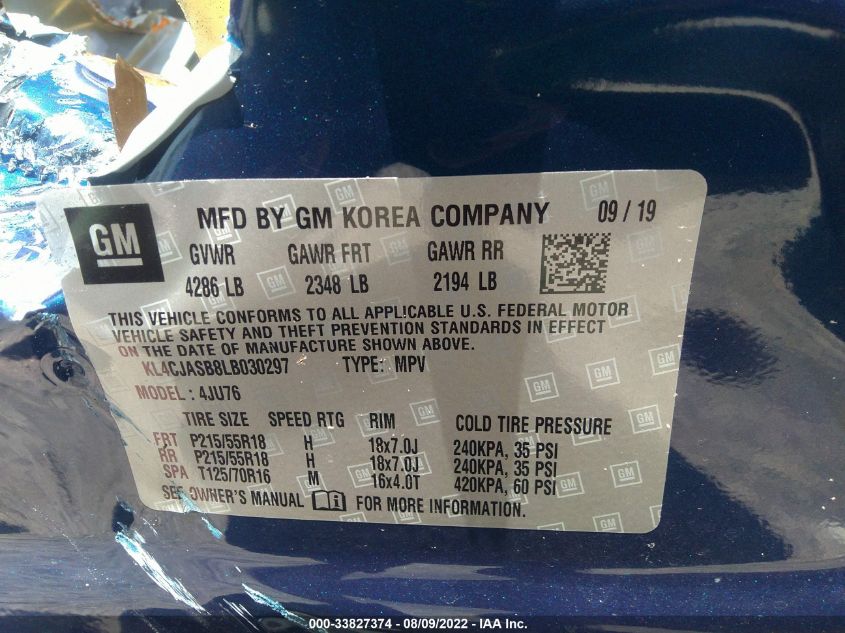 GM
MFD BY GM KOREA COMPANY 09 / 19
GVWR GAWR FRT GAWR RR
4286 LB 2348 LB 2194 LB
THIS VEHICLE CONFORMS TO ALL APPLICABLE U.S. FEDERAL MOTOR
VEHICLE SAFETY AND THEFT PREVENTION STANDARDS IN EFFECT
ON THE DATE OF MANUFACTURE SHOWN ABOVE.
KL4CJASB8LB030297 TYPE: MPV
MODEL : 4JU76
TIRE SIZE SPEED RTG RIM COLD TIRE PRESSURE
FRT P215/55R18 H 18x7.0J 240KPA, 35 PSI
RR P215/55R18 H 18x7.0J 240KPA, 35 PSI
SPA T125/70R16 M 16x4.0T 420KPA, 60 PSI
SEE OWNER'S MANUAL FOR MORE INFORMATION.
000-33827374 - 08/09/2022 - IAA Inc.